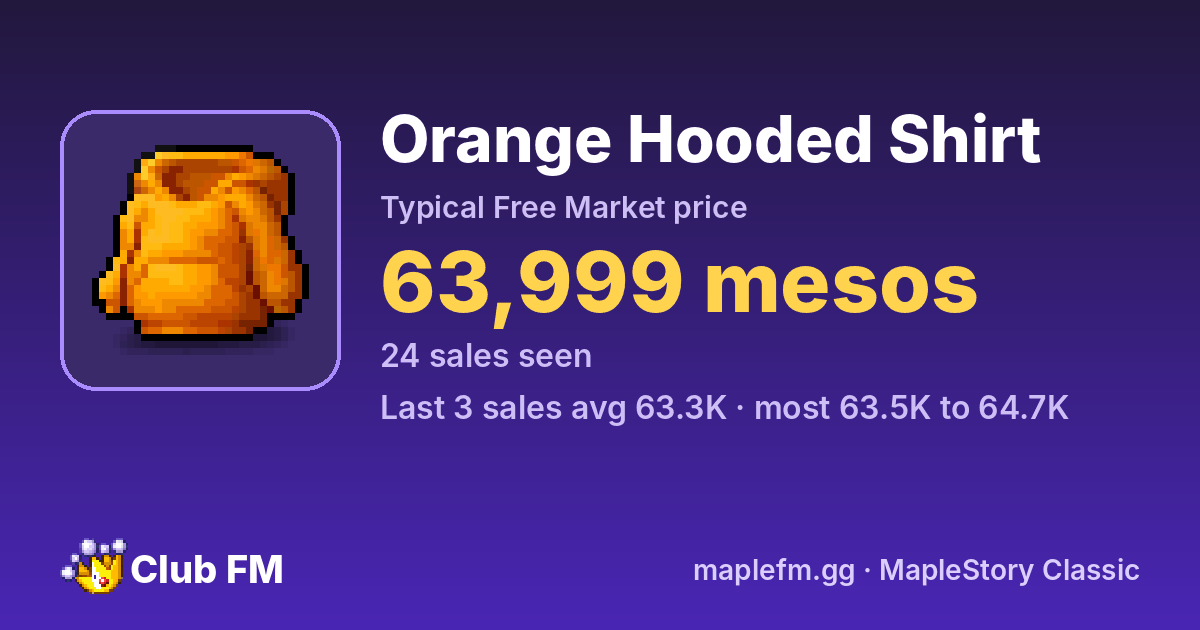 Orange Hooded Shirt
Typical Free Market price
63,999 mesos
24 sales seen
Last 3 sales avg 63.3K · most 63.5K to 64.7K
Club FM
maplefm.gg · MapleStory Classic